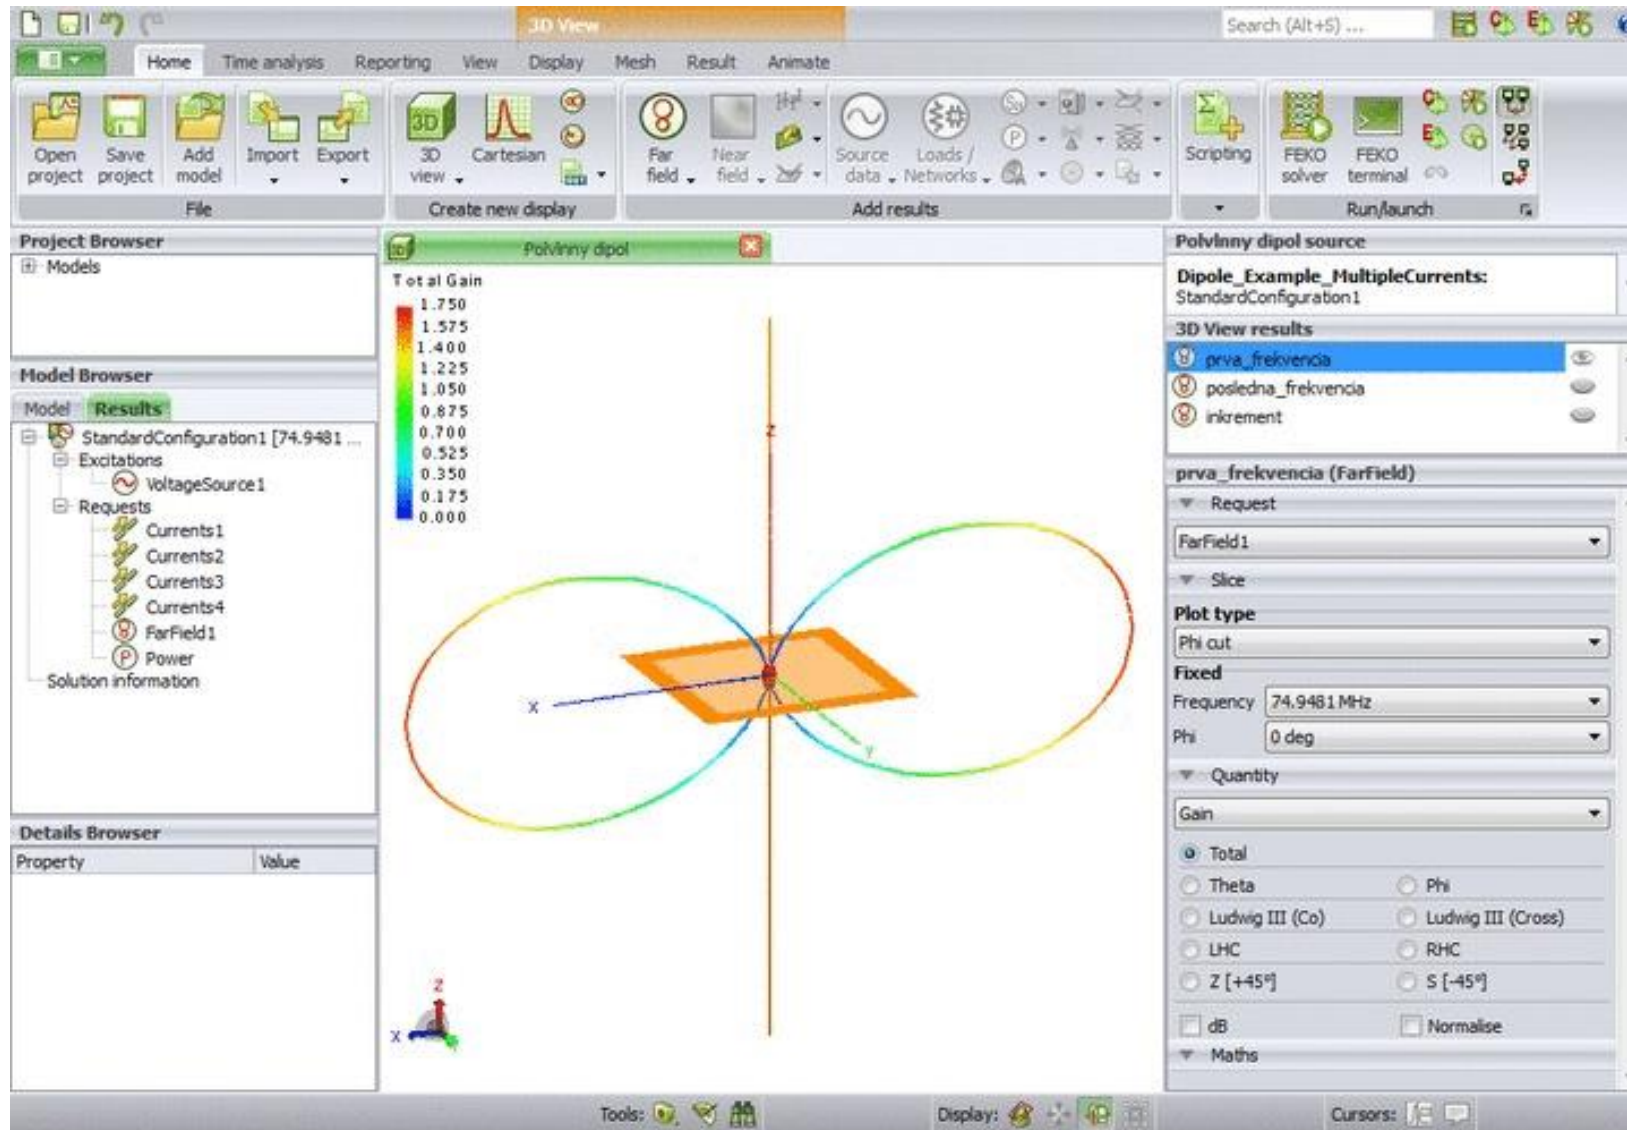 3D View
Search (Alt+S) ...
Home Time analysis Reporting View Display Mesh Result Animate
Open project
Save project
Add model
Import
Export
3D view
Cartesian
Far field
Near field
Source data
Loads / Networks
Scripting
FEKO solver
FEKO terminal
File
Create new display
Add results
Run/launch
Project Browser
Models
Model Browser
Model Results
StandardConfiguration1 [74.9481 ...
Excitations
VoltageSource1
Requests
Currents1
Currents2
Currents3
Currents4
FarField1
Power
Solution information
Details Browser
Property Value
Polvlnny dipol
Total Gain
1.750
1.575
1.400
1.225
1.050
0.875
0.700
0.525
0.350
0.175
0.000
Z
X
Y
Z
X
Polvlnny dipol source
Dipole_Example_MultipleCurrents:
StandardConfiguration1
3D View results
prva_frekvencia
posledna_frekvencia
inkrement
prva_frekvencia (FarField)
Request
FarField1
Slice
Plot type
Phi cut
Fixed
Frequency 74.9481 MHz
Phi 0 deg
Quantity
Gain
Total
Theta Phi
Ludwig III (Co) Ludwig III (Cross)
LHC RHC
Z [+45°] S [-45°]
dB Normalise
Maths
Tools: Display: Cursors: